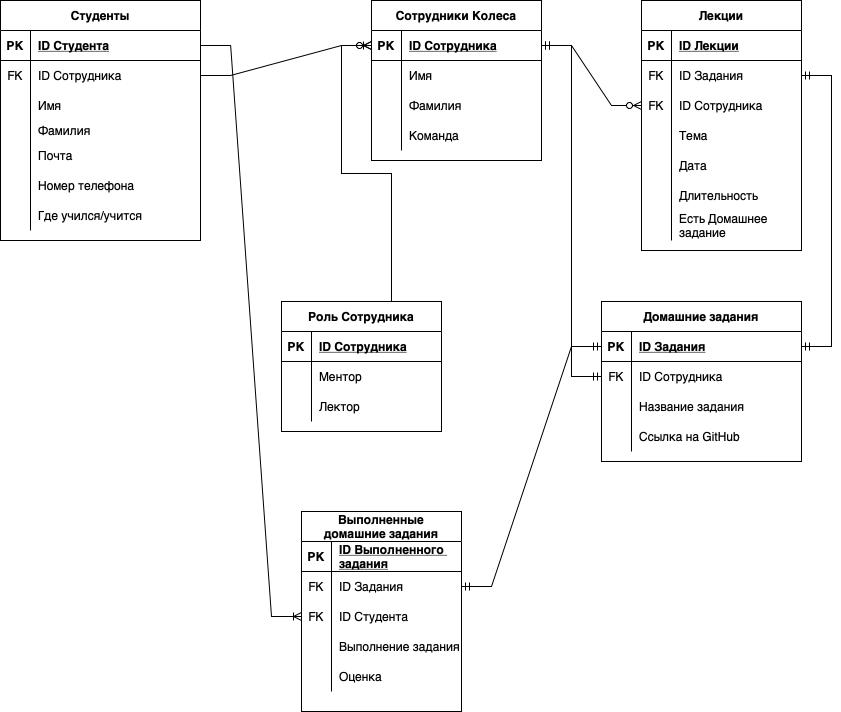 Студенты
PK ID Студента
FK ID Сотрудника
Имя
Фамилия
Почта
Номер телефона
Где учился/учится
Сотрудники Колеса
PK ID Сотрудника
Имя
Фамилия
Команда
Лекции
PK ID Лекции
FK ID Задания
FK ID Сотрудника
Тема
Дата
Длительность
Есть Домашнее
задание
Роль Сотрудника
PK ID Сотрудника
Ментор
Лектор
Домашние задания
PK ID Задания
FK ID Сотрудника
Название задания
Ссылка на GitHub
Выполненные
домашние задания
PK ID Выполненного
задания
FK ID Задания
FK ID Студента
Выполнение задания
Оценка